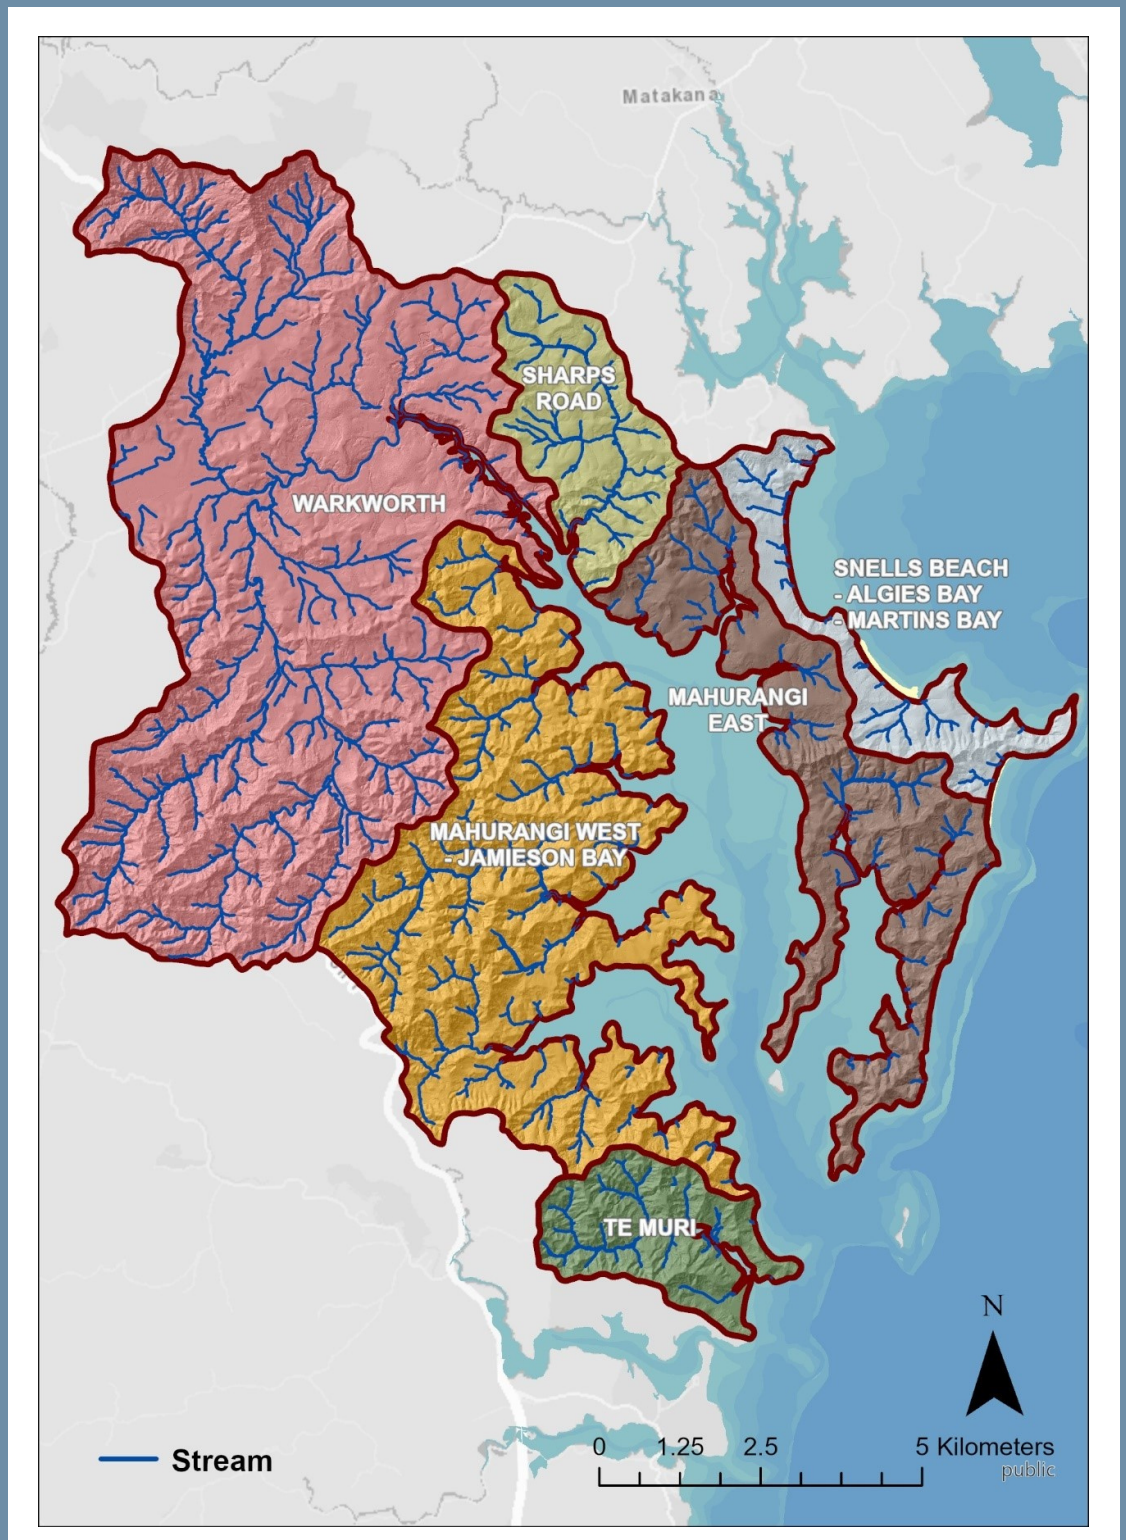 Matakana
SHARPS
ROAD
WARKWORTH
SNELLS BEACH
- ALGIES BAY
- MARTINS BAY
MAHURANGI
EAST
MAHURANGI WEST
- JAMIESON BAY
TE MURI
N
0 1.25 2.5 5 Kilometers
public
Stream